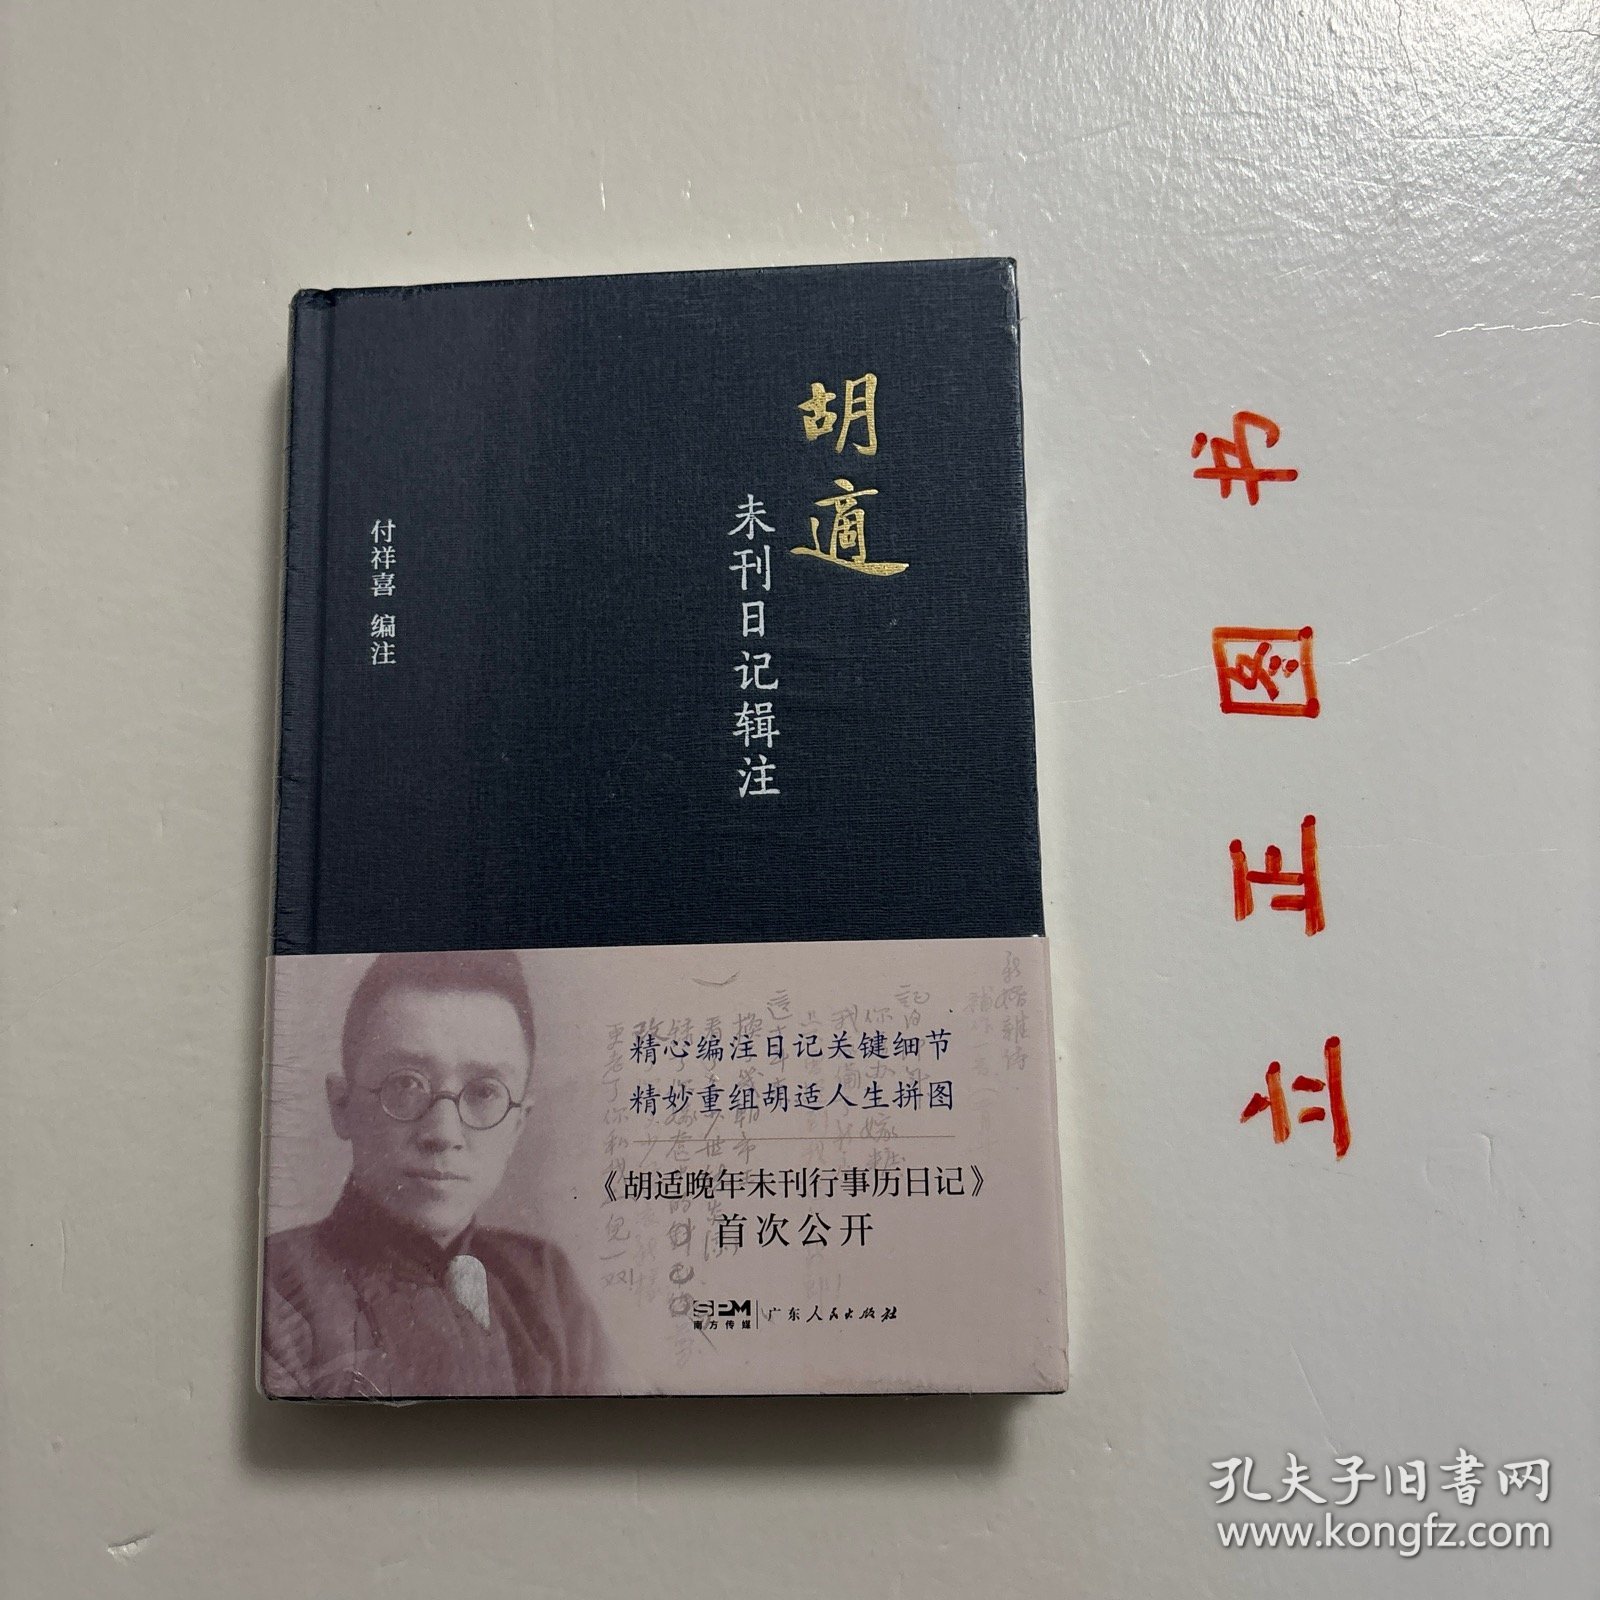 胡適
未刊日记辑注
付祥喜 编注
精心编注日记关键细节
精妙重组胡适人生拼图
《胡适晚年未刊行事历日记》
首次公开
SPM
南方传媒
广东人民出版社
立正图书
孔夫子旧书网
www.kongfz.com